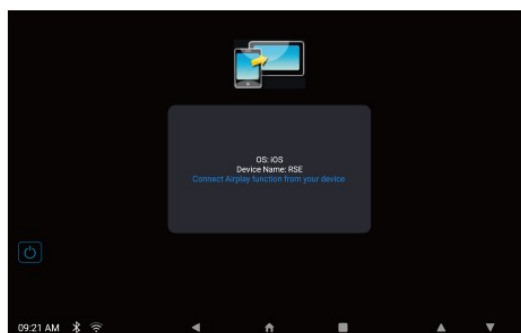 OS: iOS
Device Name: RSE
Connect Airplay function from your device
09:21 AM